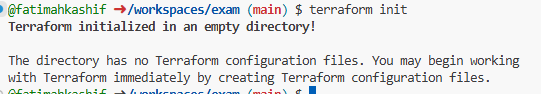 @fatimahkashif ➜/workspaces/exam (main) $ terraform init
Terraform initialized in an empty directory!
The directory has no Terraform configuration files. You may begin working
with Terraform immediately by creating Terraform configuration files.
@fatimahkashif ➜/workspaces/exam (main) $